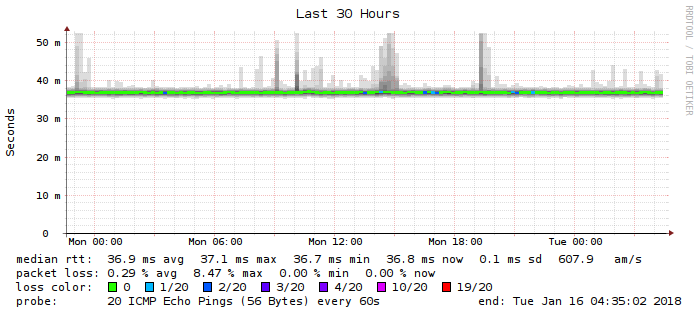 Last 30 Hours
RRDTOOL / TOBI OETIKER
Seconds
50 m
40 m
30 m
20 m
10 m
0
Mon 00:00 Mon 06:00 Mon 12:00 Mon 18:00 Tue 00:00
median rtt: 36.9 ms avg 37.1 ms max 36.7 ms min 36.8 ms now 0.1 ms sd 607.9 am/s
packet loss: 0.29 % avg 8.47 % max 0.00 % min 0.00 % now
loss color: 0 1/20 2/20 3/20 4/20 10/20 19/20
probe: 20 ICMP Echo Pings (56 Bytes) every 60s end: Tue Jan 16 04:35:02 2018